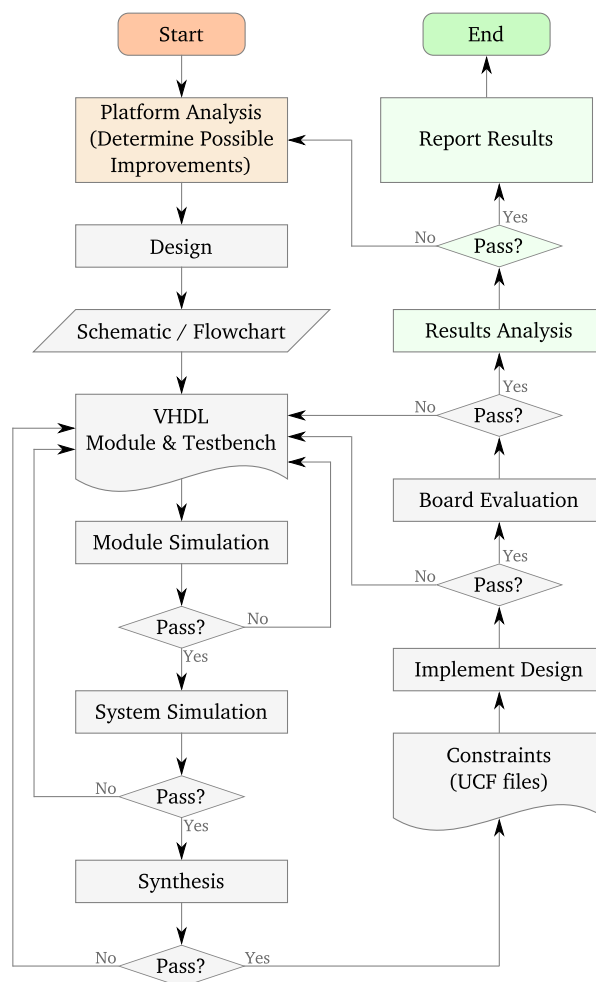 Start
Platform Analysis
(Determine Possible
Improvements)
Design
Schematic / Flowchart
VHDL
Module & Testbench
Module Simulation
Pass?
No
Yes
System Simulation
No
Pass?
Yes
Synthesis
No
Pass?
Yes
Constraints
(UCF files)
Implement Design
No
Pass?
Yes
Board Evaluation
No
Pass?
Yes
Results Analysis
No
Pass?
Yes
Report Results
End